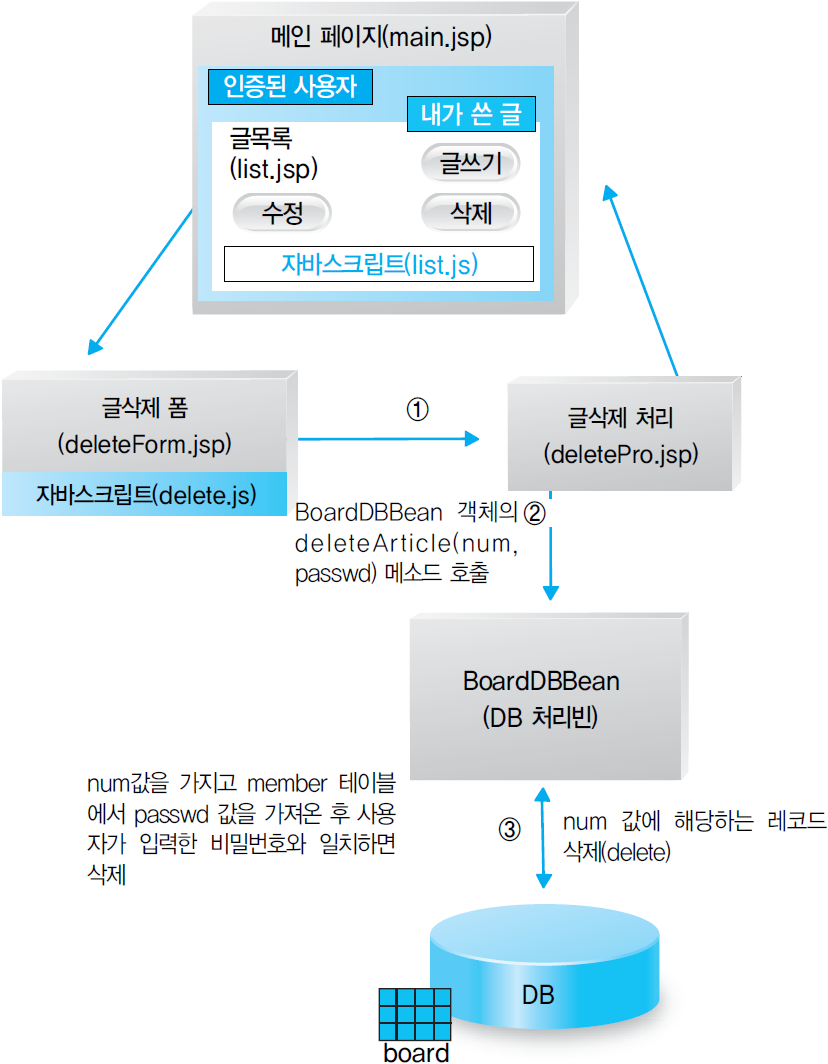 메인 페이지(main.jsp)
인증된 사용자
내가 쓴 글
글목록
(list.jsp)
글쓰기
수정
삭제
자바스크립트(list.js)
글삭제 폼
(deleteForm.jsp)
자바스크립트(delete.js)
①
글삭제 처리
(deletePro.jsp)
BoardDBBean 객체의 ②
deleteArticle(num,
passwd) 메소드 호출
BoardDBBean
(DB 처리빈)
num값을 가지고 member 테이블
에서 passwd 값을 가져온 후 사용
자가 입력한 비밀번호와 일치하면
삭제
③
num 값에 해당하는 레코드
삭제(delete)
DB
board